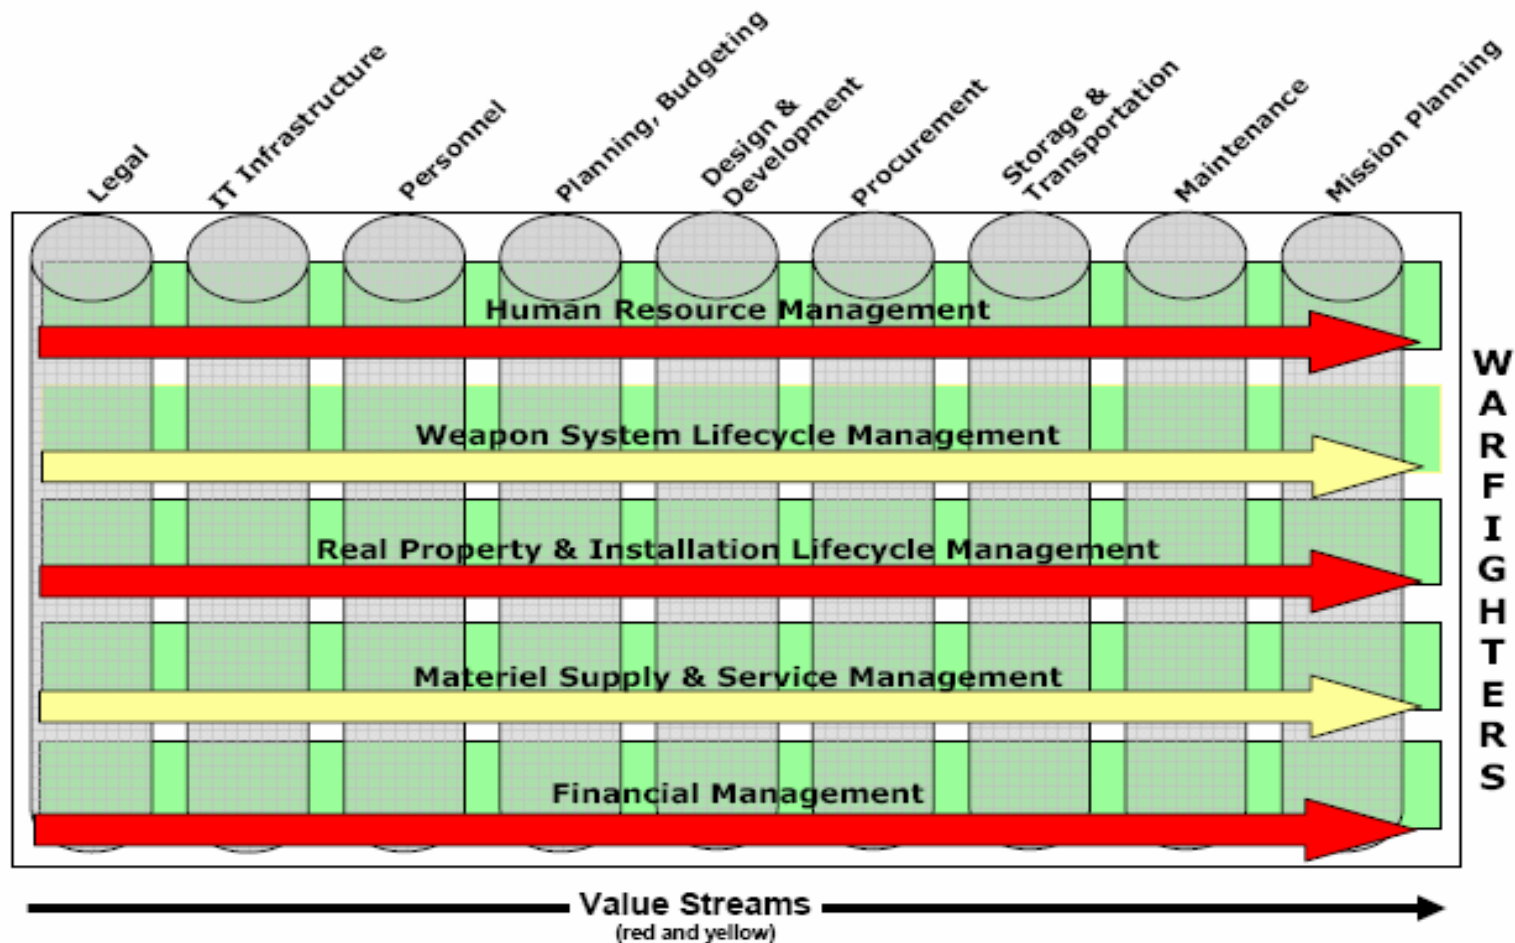 Legal
IT Infrastructure
Personnel
Planning, Budgeting
Design &
Development
Procurement
Storage &
Transportation
Maintenance
Mission Planning
Human Resource Management
Weapon System Lifecycle Management
Real Property & Installation Lifecycle Management
Materiel Supply & Service Management
Financial Management
WARFIGHTERS
Value Streams
(red and yellow)